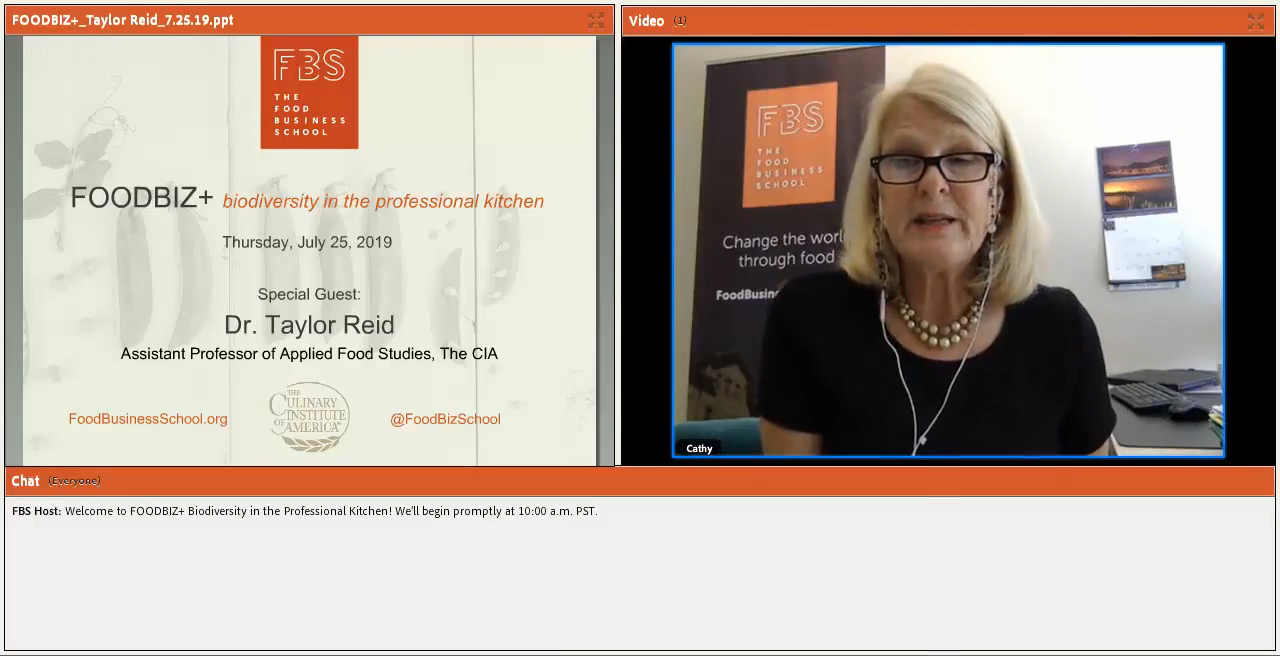 FOODBIZ+_Taylor Reid_7.25.19.ppt
FBS
THE
FOOD
BUSINESS
SCHOOL
FOODBIZ+ biodiversity in the professional kitchen
Thursday, July 25, 2019
Special Guest:
Dr. Taylor Reid
Assistant Professor of Applied Food Studies, The CIA
FoodBusinessSchool.org
THE
CULINARY
INSTITUTE
OF AMERICA
@FoodBizSchool
Video (1)
FBS
THE
FOOD
BUSINESS
SCHOOL
Change the worl
through food
FoodBusin
Cathy
Chat (Everyone)
FBS Host: Welcome to FOODBIZ+ Biodiversity in the Professional Kitchen! We'll begin promptly at 10:00 a.m. PST.